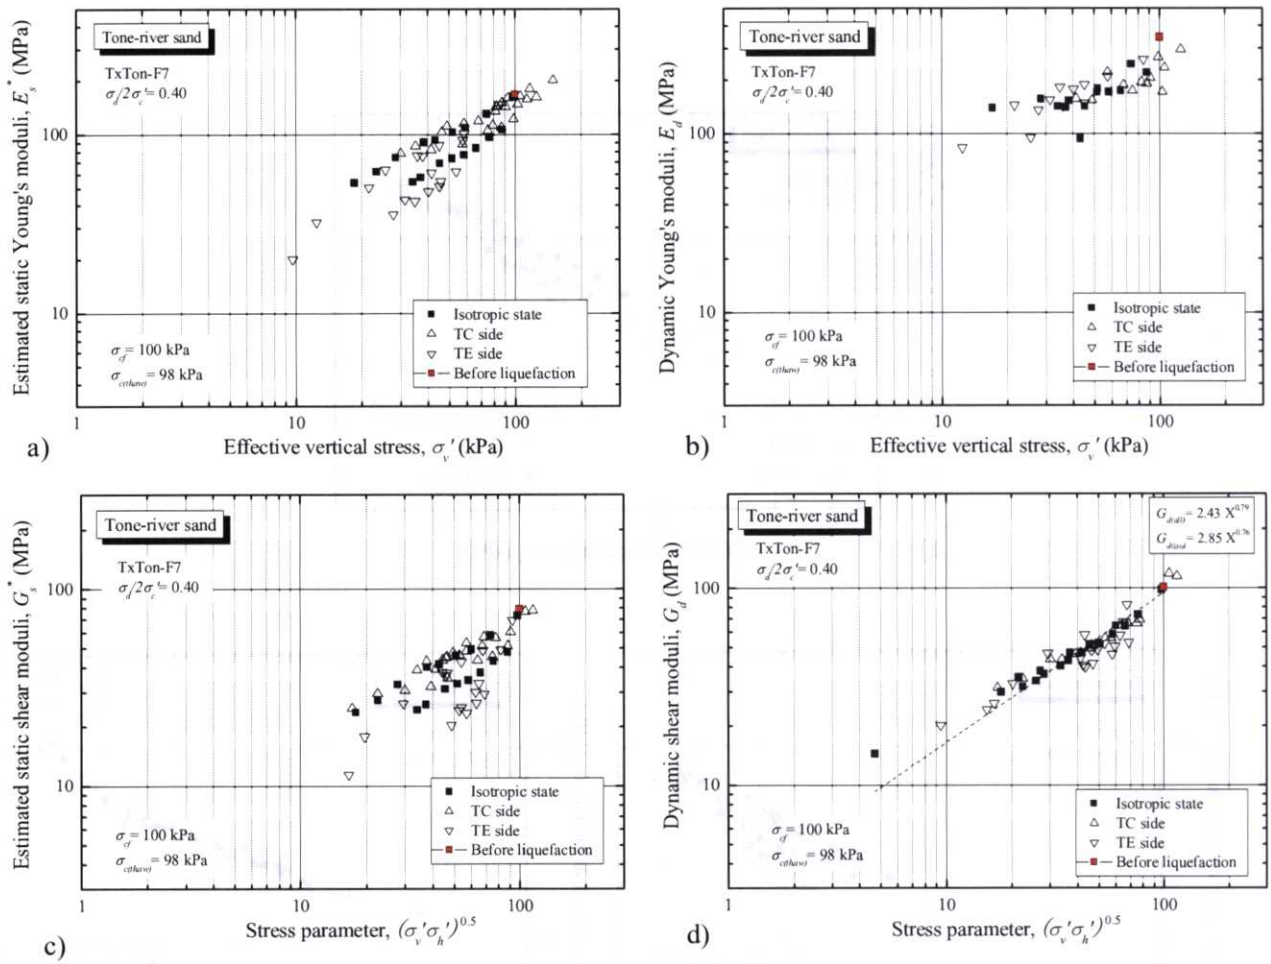 Tone-river sand
TxTon-F7
σd/2σc'= 0.40
Estimated static Young's moduli, Es* (MPa)
100
10
Isotropic state
TC side
TE side
Before liquefaction
σcf = 100 kPa
σc(thaw) = 98 kPa
1 10 100
Effective vertical stress, σv' (kPa)
a)
Tone-river sand
TxTon-F7
σd/2σc'= 0.40
Dynamic Young's moduli, Ed (MPa)
100
10
Isotropic state
TC side
TE side
Before liquefaction
σcf = 100 kPa
σc(thaw) = 98 kPa
1 10 100
Effective vertical stress, σv' (kPa)
b)
Tone-river sand
TxTon-F7
σd/2σc'= 0.40
Estimated static shear moduli, Gs* (MPa)
100
10
Isotropic state
TC side
TE side
Before liquefaction
σcf = 100 kPa
σc(thaw) = 98 kPa
1 10 100
Stress parameter, (σv'σh')0.5
c)
Tone-river sand
TxTon-F7
σd/2σc'= 0.40
= 2.43 X0.79
= 2.85 X0.76
Dynamic shear moduli, Gd (MPa)
100
10
Isotropic state
TC side
TE side
Before liquefaction
σcf = 100 kPa
σc(thaw) = 98 kPa
1 10 100
Stress parameter, (σv'σh')0.5
d)